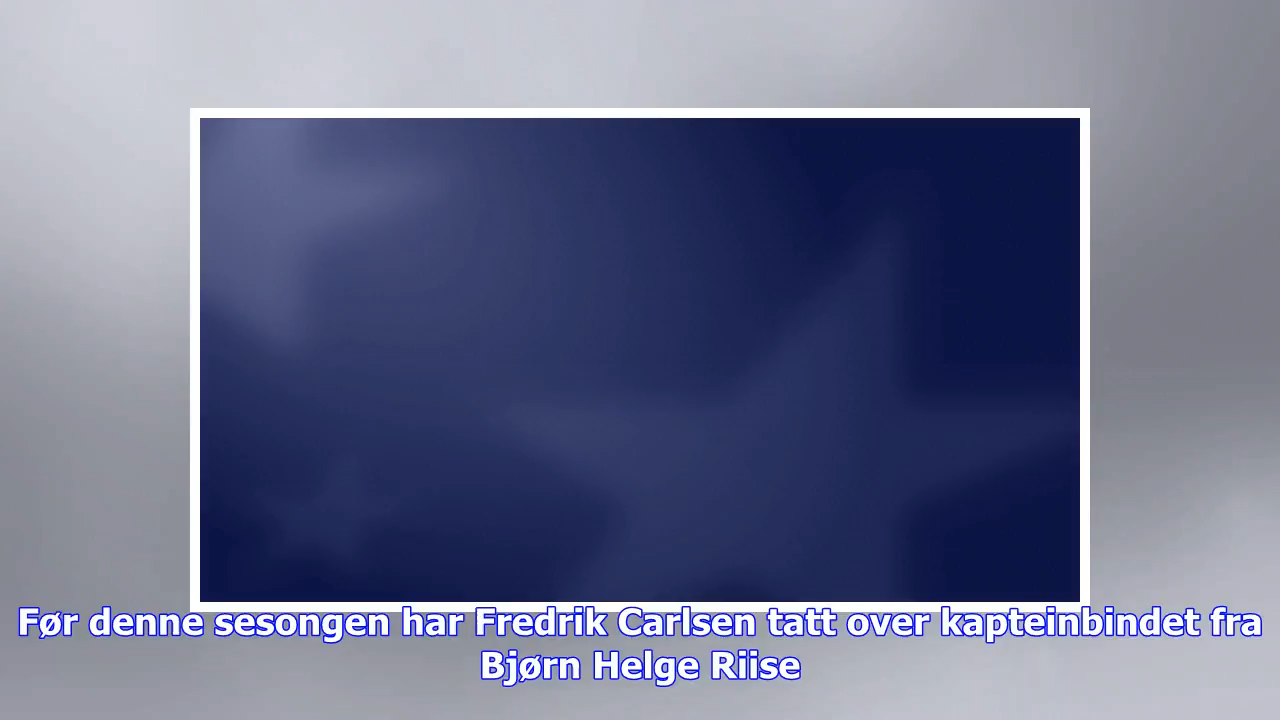 Før denne sesongen har Fredrik Carlsen tatt over kapteinbindet fra
Bjørn Helge Riise